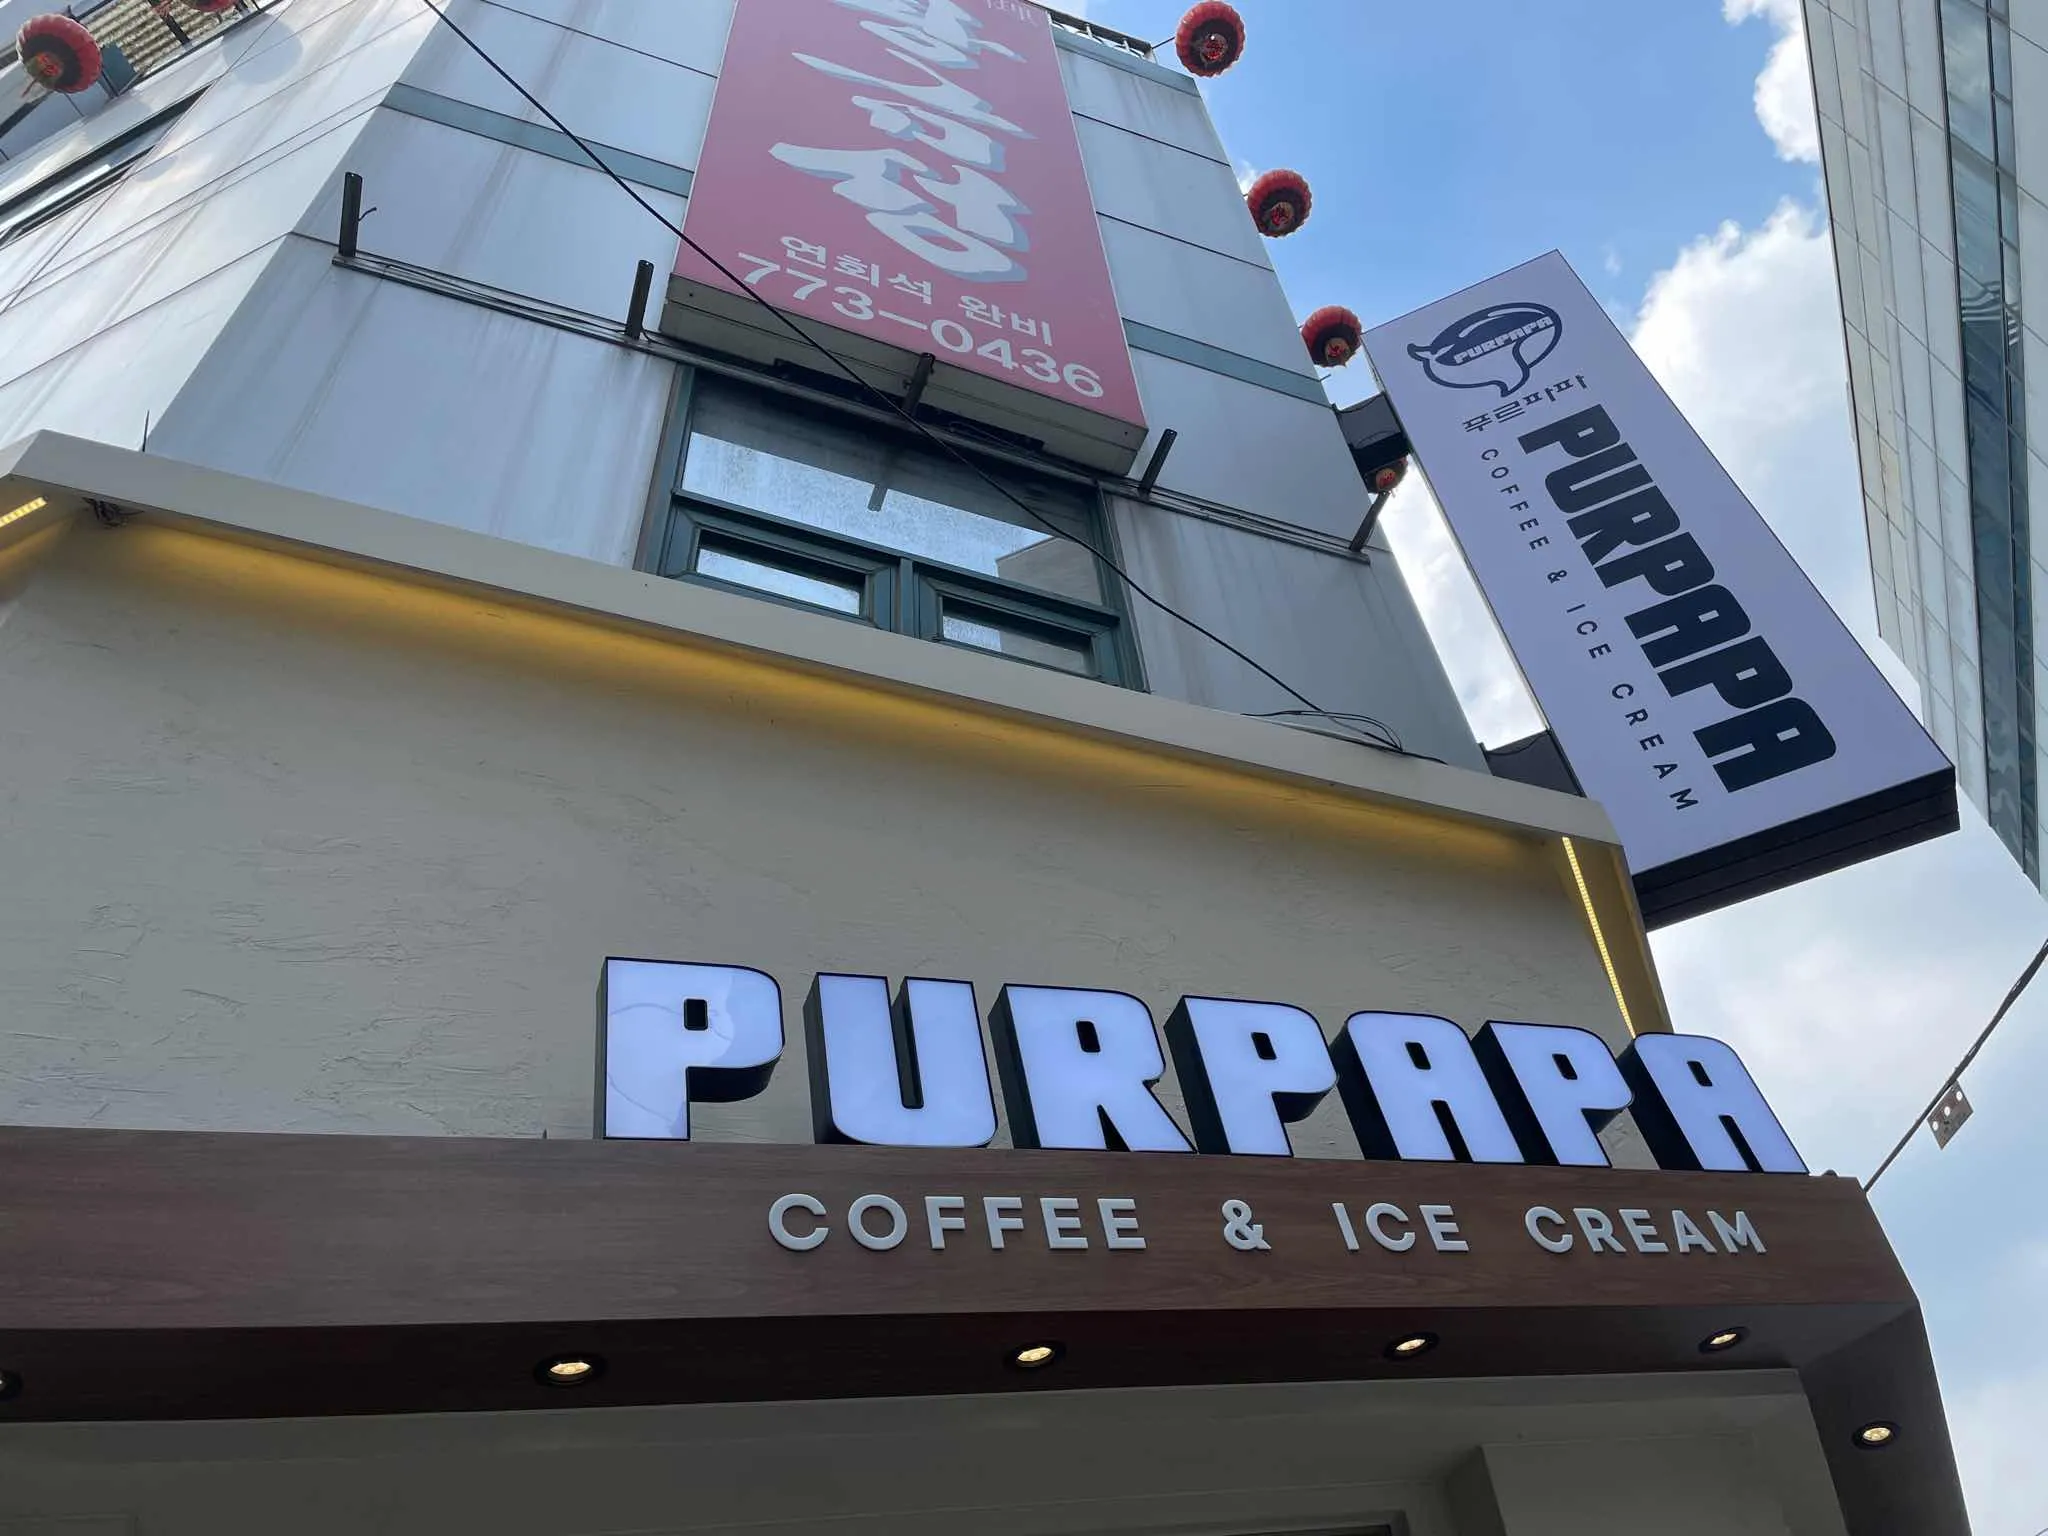 연회석 완비
773-0436
PURPAPA
푸르파파
PURPAPA
COFFEE & ICE CREAM
PURPAPA
COFFEE & ICE CREAM